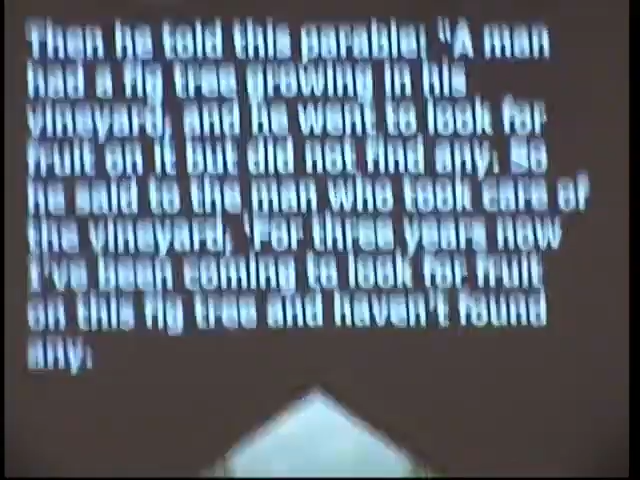 Then he told this parable: "A man
had a fig tree growing in his
vineyard, and he went to look for
fruit on it but did not find any. So
he said to the man who took care of
the vineyard, 'For three years now
I've been coming to look for fruit
on this fig tree and haven't found
any.